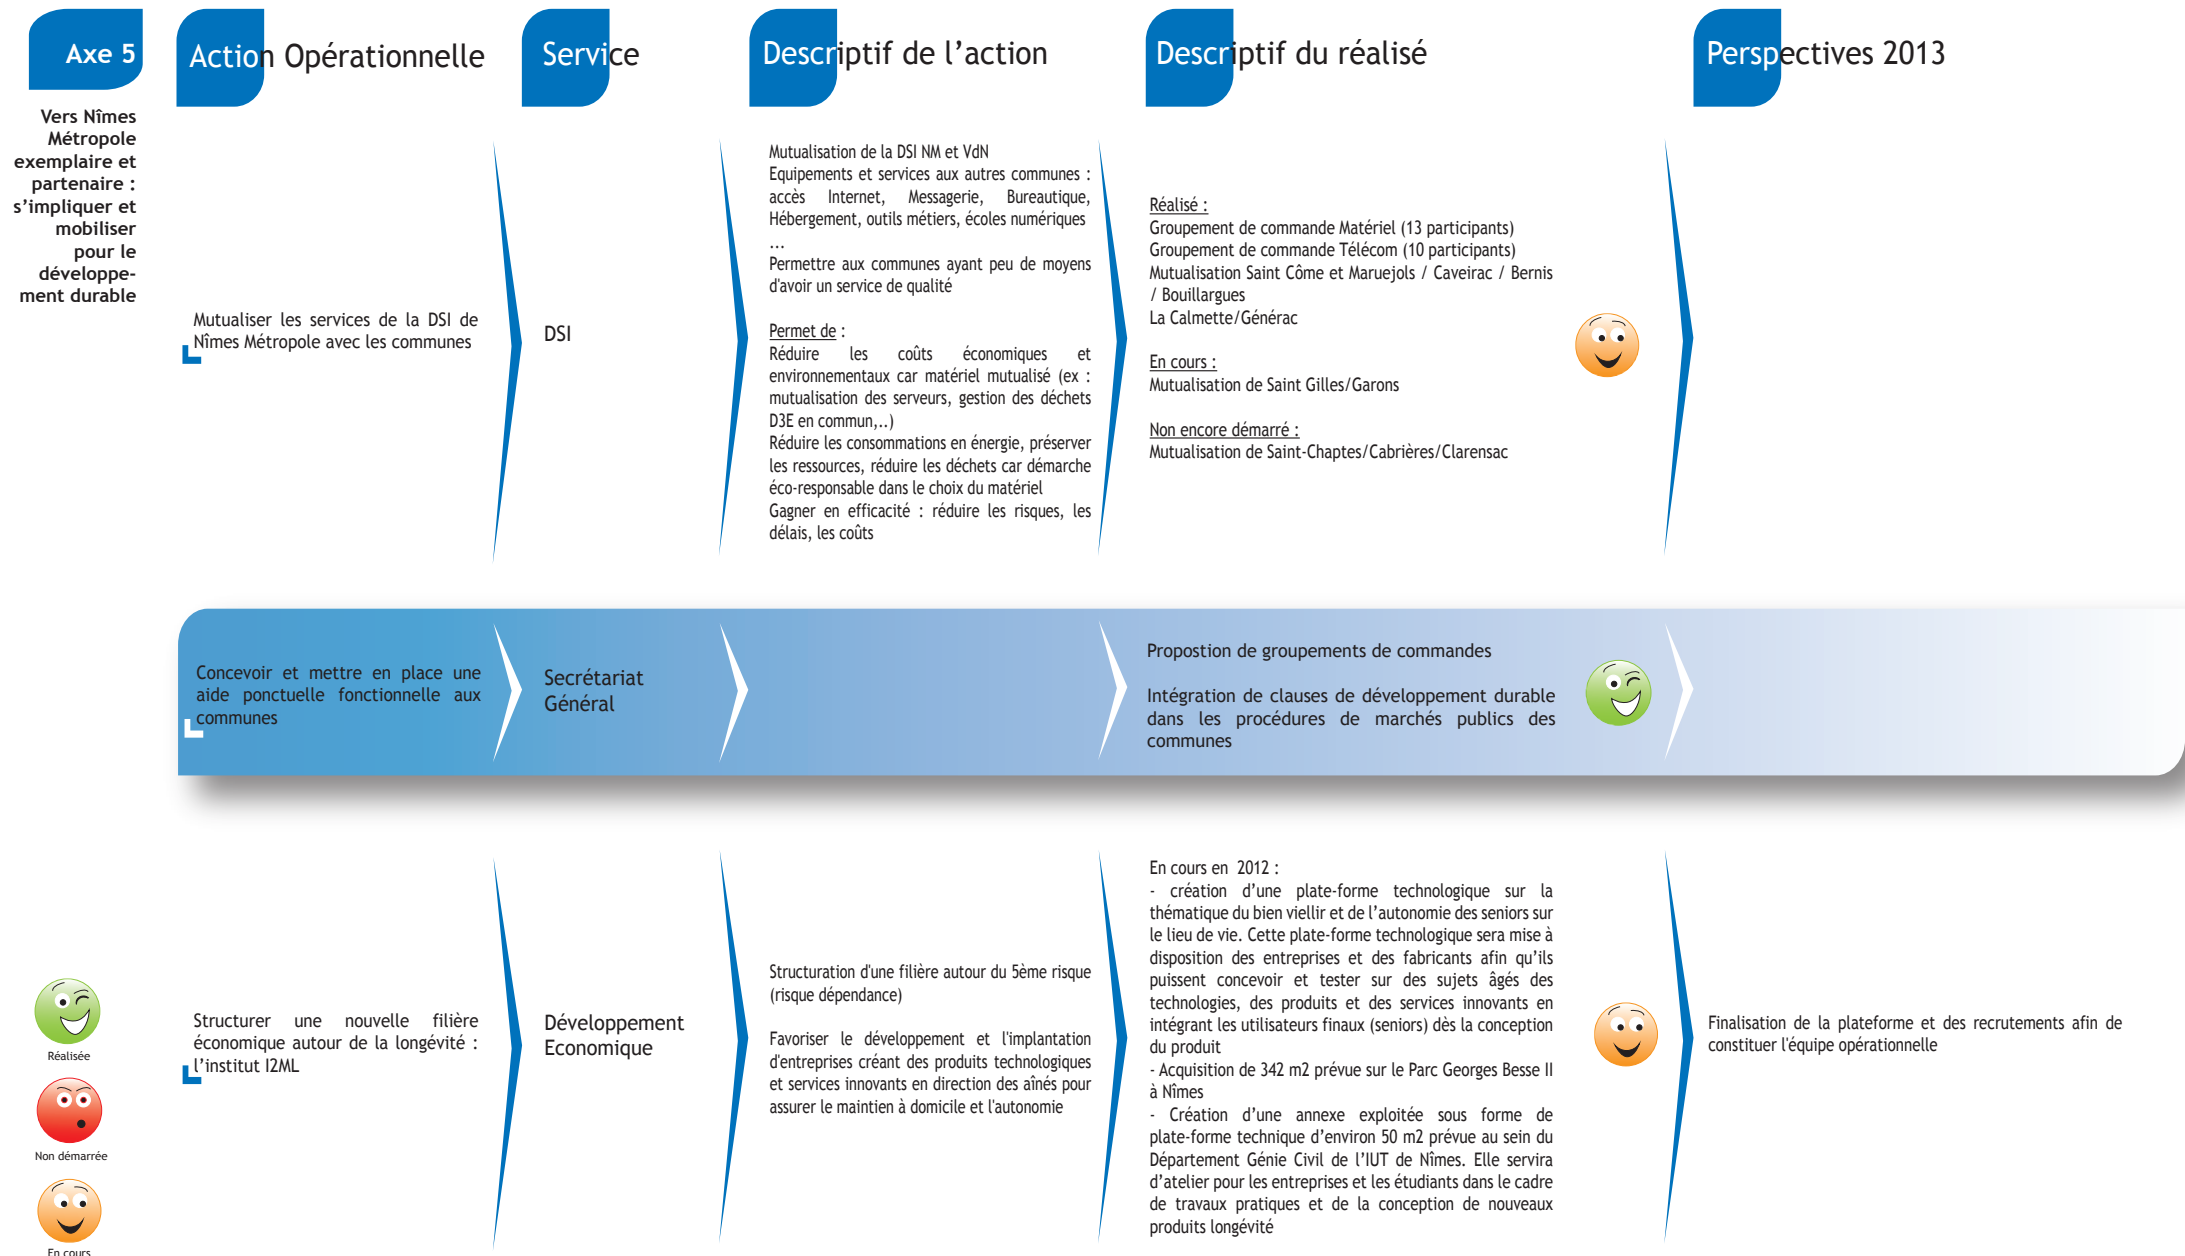 Axe 5
Action Opérationnelle
Service
Descriptif de l’action
Descriptif du réalisé
Perspectives 2013
Vers Nîmes
Métropole
exemplaire et
partenaire :
s’impliquer et
mobiliser
pour le
développe-
ment durable
Mutualiser les services de la DSI de
Nîmes Métropole avec les communes
DSI
Mutualisation de la DSI NM et VdN
Equipements et services aux autres communes :
accès Internet, Messagerie, Bureautique,
Hébergement, outils métiers, écoles numériques
...
Permettre aux communes ayant peu de moyens
d'avoir un service de qualité
Permet de :
Réduire les coûts économiques et
environnementaux car matériel mutualisé (ex :
mutualisation des serveurs, gestion des déchets
D3E en commun,..)
Réduire les consommations en énergie, préserver
les ressources, réduire les déchets car démarche
éco-responsable dans le choix du matériel
Gagner en efficacité : réduire les risques, les
délais, les coûts
Réalisé :
Groupement de commande Matériel (13 participants)
Groupement de commande Télécom (10 participants)
Mutualisation Saint Côme et Maruejols / Caveirac / Bernis
/ Bouillargues
La Calmette/Générac
En cours :
Mutualisation de Saint Gilles/Garons
Non encore démarré :
Mutualisation de Saint-Chaptes/Cabrières/Clarensac
Concevoir et mettre en place une
aide ponctuelle fonctionnelle aux
communes
Secrétariat
Général
Propostion de groupements de commandes
Intégration de clauses de développement durable
dans les procédures de marchés publics des
communes
Structurer une nouvelle filière
économique autour de la longévité :
l’institut I2ML
Développement
Economique
Structuration d'une filière autour du 5ème risque
(risque dépendance)
Favoriser le développement et l'implantation
d'entreprises créant des produits technologiques
et services innovants en direction des aînés pour
assurer le maintien à domicile et l'autonomie
En cours en 2012 :
- création d’une plate-forme technologique sur la
thématique du bien viellir et de l’autonomie des seniors sur
le lieu de vie. Cette plate-forme technologique sera mise à
disposition des entreprises et des fabricants afin qu’ils
puissent concevoir et tester sur des sujets âgés des
technologies, des produits et des services innovants en
intégrant les utilisateurs finaux (seniors) dès la conception
du produit
- Acquisition de 342 m2 prévue sur le Parc Georges Besse II
à Nîmes
- Création d’une annexe exploitée sous forme de
plate-forme technique d’environ 50 m2 prévue au sein du
Département Génie Civil de l’IUT de Nîmes. Elle servira
d’atelier pour les entreprises et les étudiants dans le cadre
de travaux pratiques et de la conception de nouveaux
produits longévité
Finalisation de la plateforme et des recrutements afin de
constituer l'équipe opérationnelle
Réalisée
Non démarrée
En cours